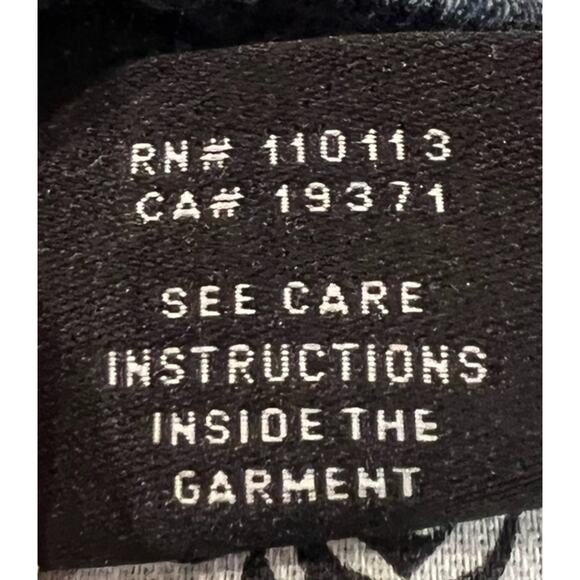 RN# 110113
CA# 19371
SEE CARE
INSTRUCTIONS
INSIDE THE
GARMENT